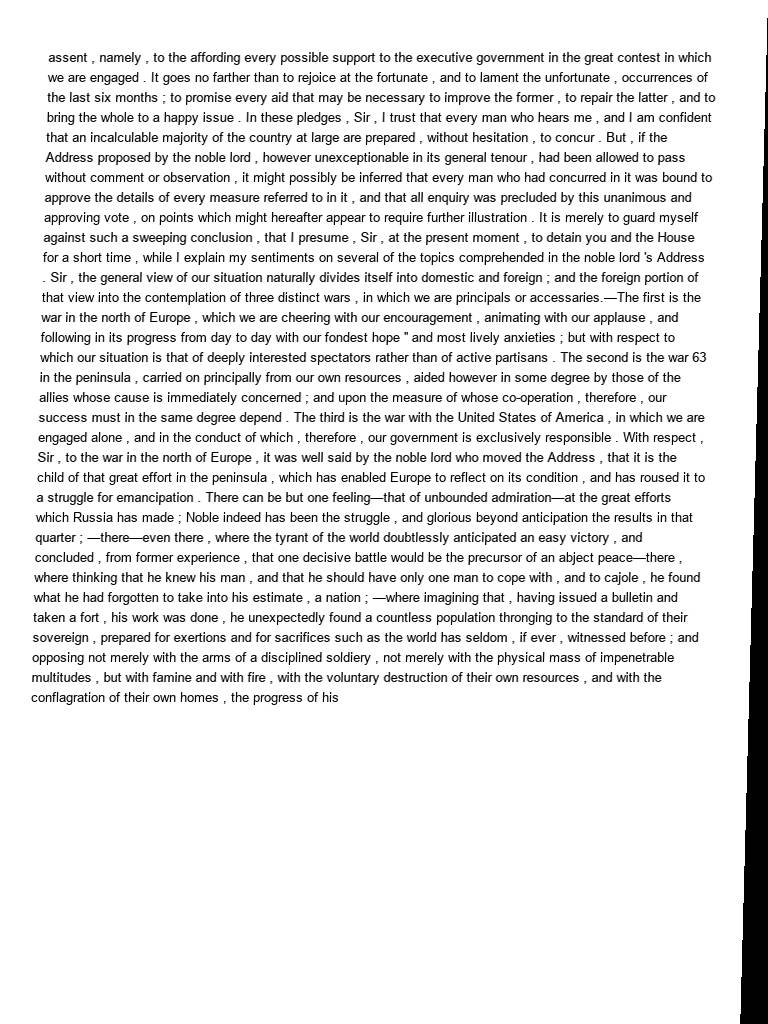 assent , namely , to the affording every possible support to the executive government in the great contest in which
we are engaged . It goes no farther than to rejoice at the fortunate , and to lament the unfortunate , occurrences of
the last six months ; to promise every aid that may be necessary to improve the former , to repair the latter , and to
bring the whole to a happy issue . In these pledges , Sir , I trust that every man who hears me , and I am confident
that an incalculable majority of the country at large are prepared , without hesitation , to concur . But , if the
Address proposed by the noble lord , however unexceptionable in its general tenour , had been allowed to pass
without comment or observation , it might possibly be inferred that every man who had concurred in it was bound to
approve the details of every measure referred to in it , and that all enquiry was precluded by this unanimous and
approving vote , on points which might hereafter appear to require further illustration . It is merely to guard myself
against such a sweeping conclusion , that I presume , Sir , at the present moment , to detain you and the House
for a short time , while I explain my sentiments on several of the topics comprehended in the noble lord 's Address
. Sir , the general view of our situation naturally divides itself into domestic and foreign ; and the foreign portion of
that view into the contemplation of three distinct wars , in which we are principals or accessaries.—The first is the
war in the north of Europe , which we are cheering with our encouragement , animating with our applause , and
following in its progress from day to day with our fondest hope " and most lively anxieties ; but with respect to
which our situation is that of deeply interested spectators rather than of active partisans . The second is the war 63
in the peninsula , carried on principally from our own resources , aided however in some degree by those of the
allies whose cause is immediately concerned ; and upon the measure of whose co-operation , therefore , our
success must in the same degree depend . The third is the war with the United States of America , in which we are
engaged alone , and in the conduct of which , therefore , our government is exclusively responsible . With respect ,
Sir , to the war in the north of Europe , it was well said by the noble lord who moved the Address , that it is the
child of that great effort in the peninsula , which has enabled Europe to reflect on its condition , and has roused it to
a struggle for emancipation . There can be but one feeling—that of unbounded admiration—at the great efforts
which Russia has made ; Noble indeed has been the struggle , and glorious beyond anticipation the results in that
quarter ; —there—even there , where the tyrant of the world doubtlessly anticipated an easy victory , and
concluded , from former experience , that one decisive battle would be the precursor of an abject peace—there ,
where thinking that he knew his man , and that he should have only one man to cope with , and to cajole , he found
what he had forgotten to take into his estimate , a nation ; —where imagining that , having issued a bulletin and
taken a fort , his work was done , he unexpectedly found a countless population thronging to the standard of their
sovereign , prepared for exertions and for sacrifices such as the world has seldom , if ever , witnessed before ; and
opposing not merely with the arms of a disciplined soldiery , not merely with the physical mass of impenetrable
multitudes , but with famine and with fire , with the voluntary destruction of their own resources , and with the
conflagration of their own homes , the progress of his